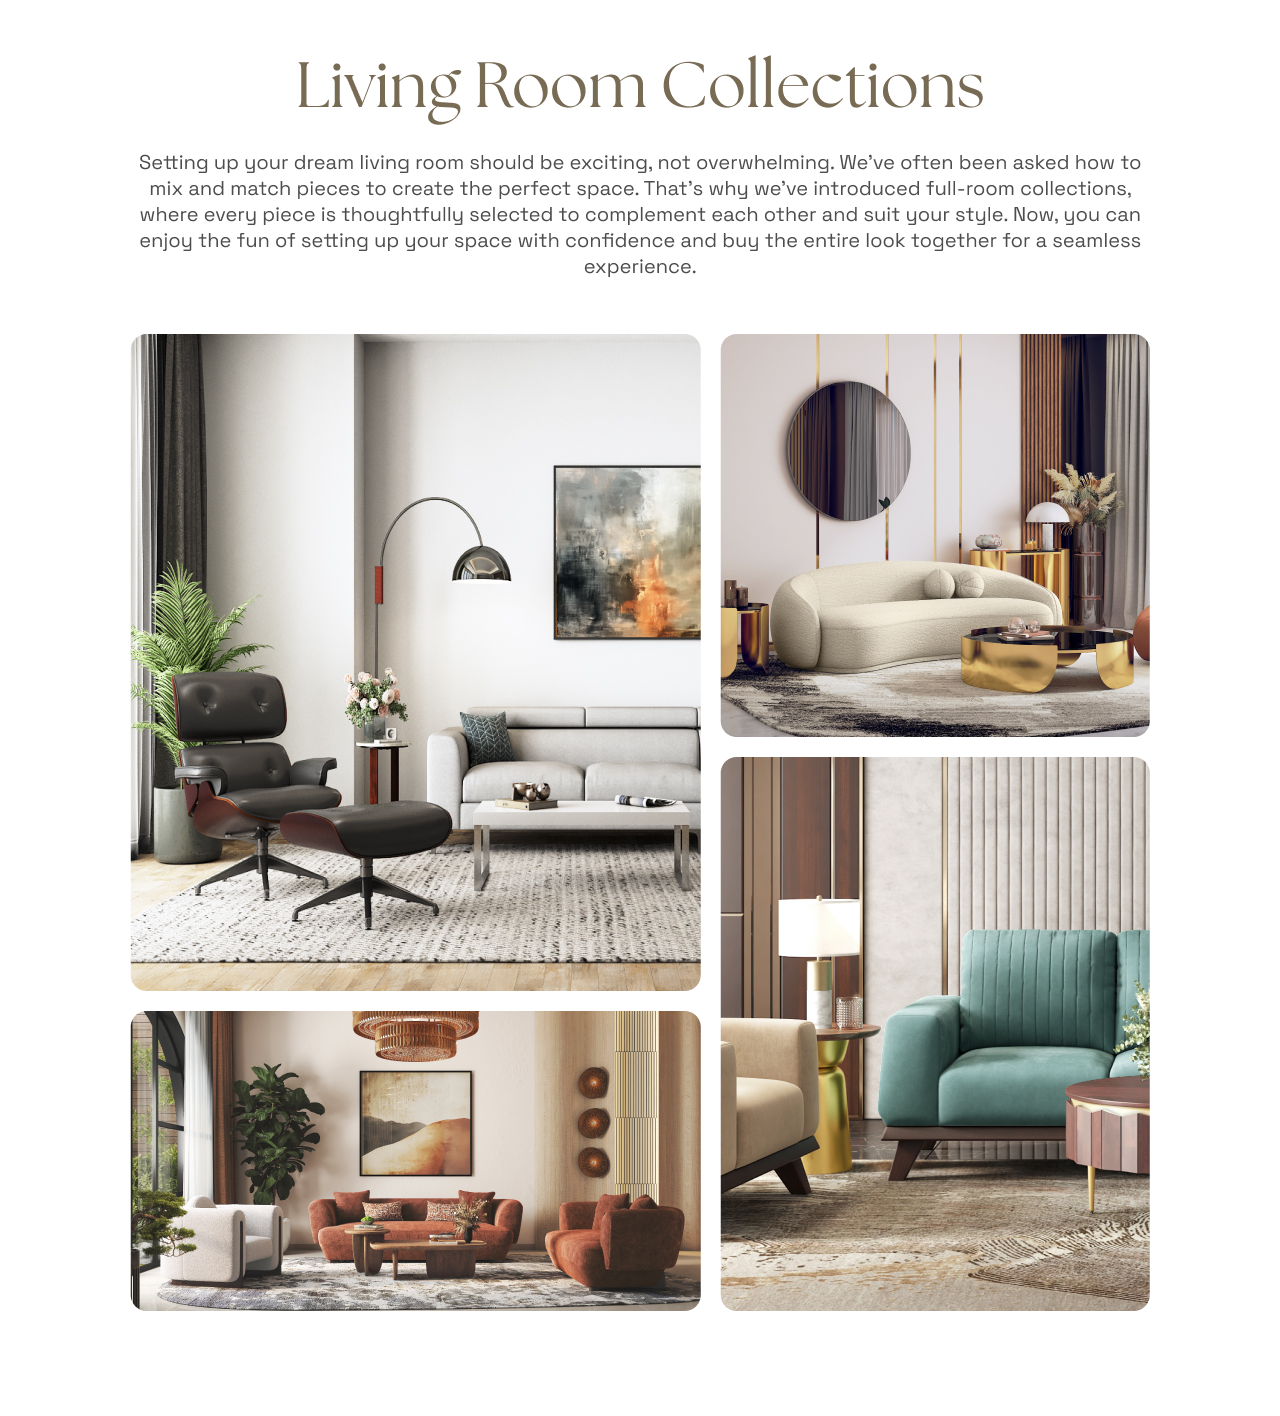 Living Room Collections
Setting up your dream living room should be exciting, not overwhelming. We’ve often been asked how to
mix and match pieces to create the perfect space. That’s why we’ve introduced full-room collections,
where every piece is thoughtfully selected to complement each other and suit your style. Now, you can
enjoy the fun of setting up your space with confidence and buy the entire look together for a seamless
experience.